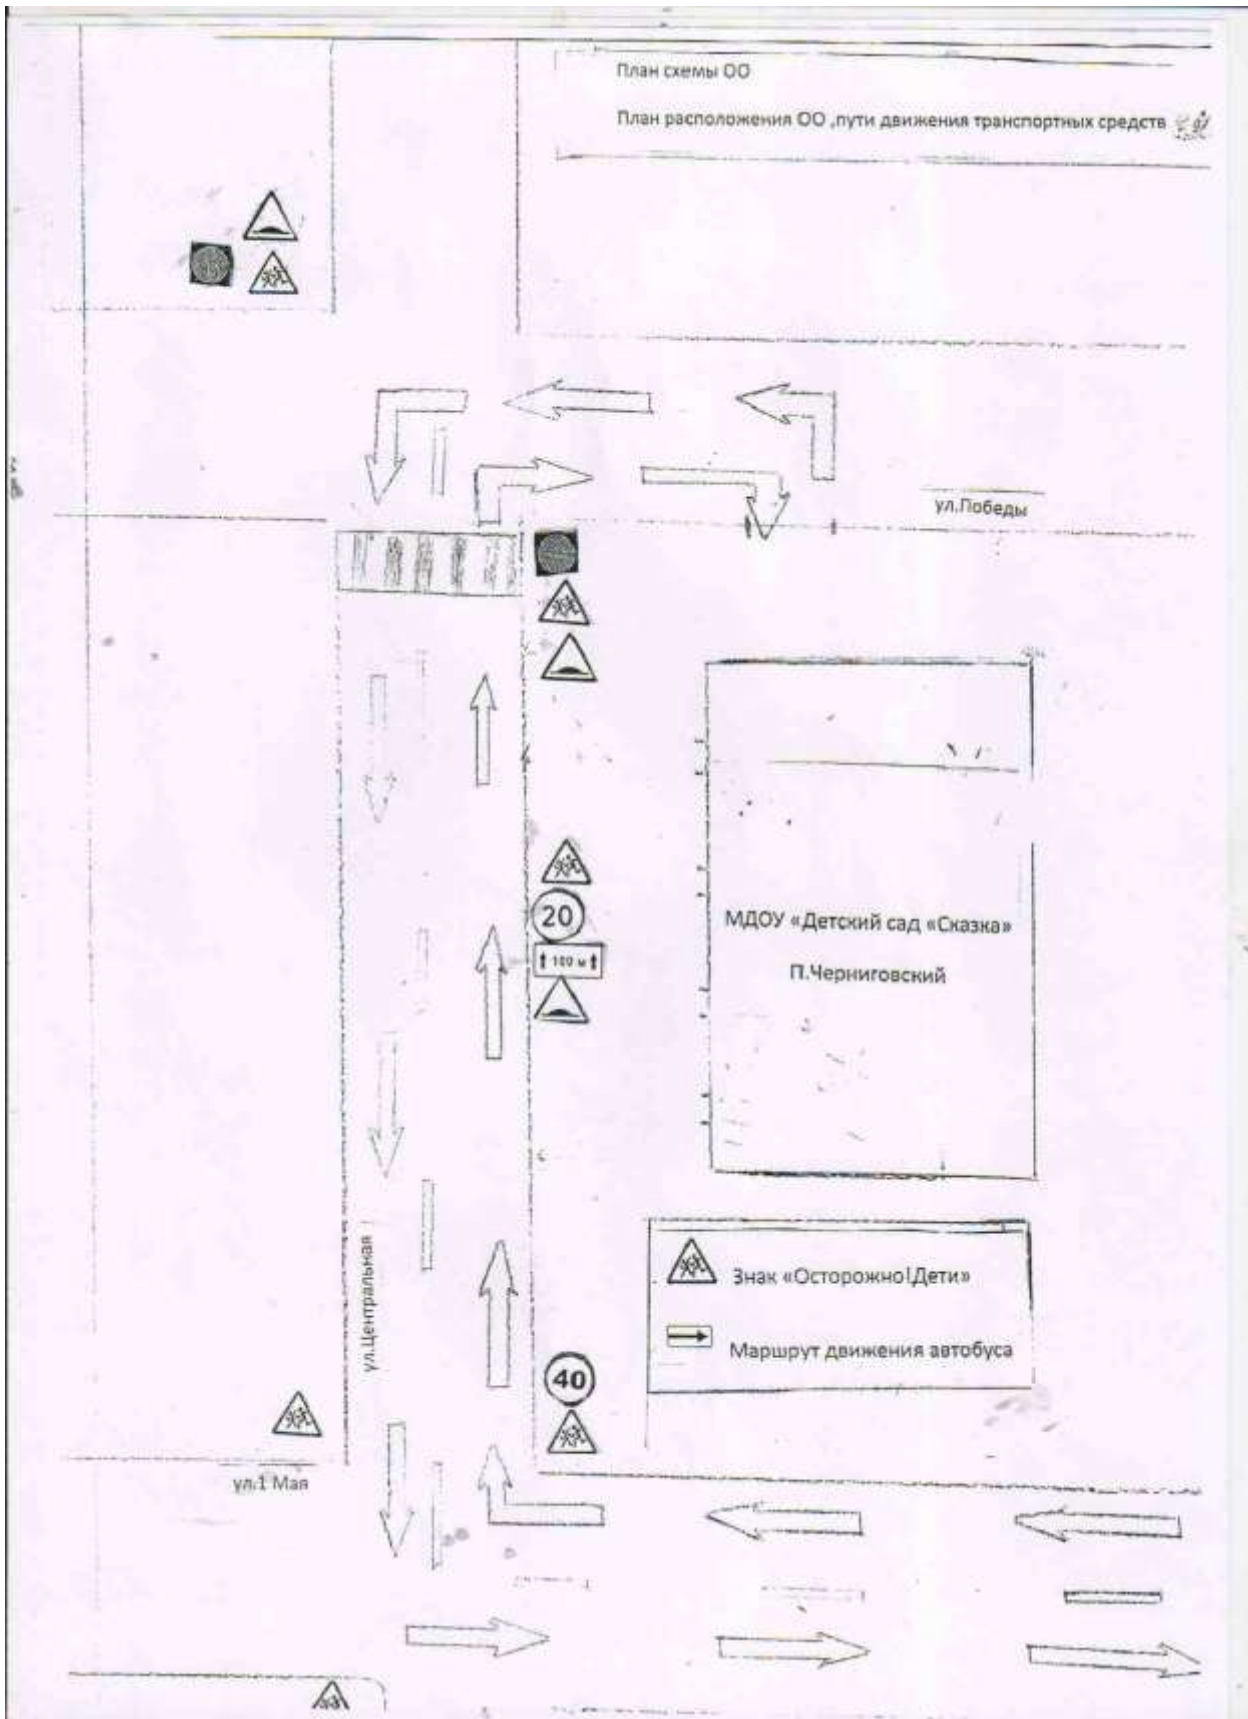 План схемы ОО
План расположения ОО ,пути движения транспортных средств
ул.Победы
20
100 м
МДОУ «Детский сад «Сказка»
П.Черниговский
ул.Центральная
Знак «Осторожно!Дети»
Маршрут движения автобуса
40
ул.1 Мая